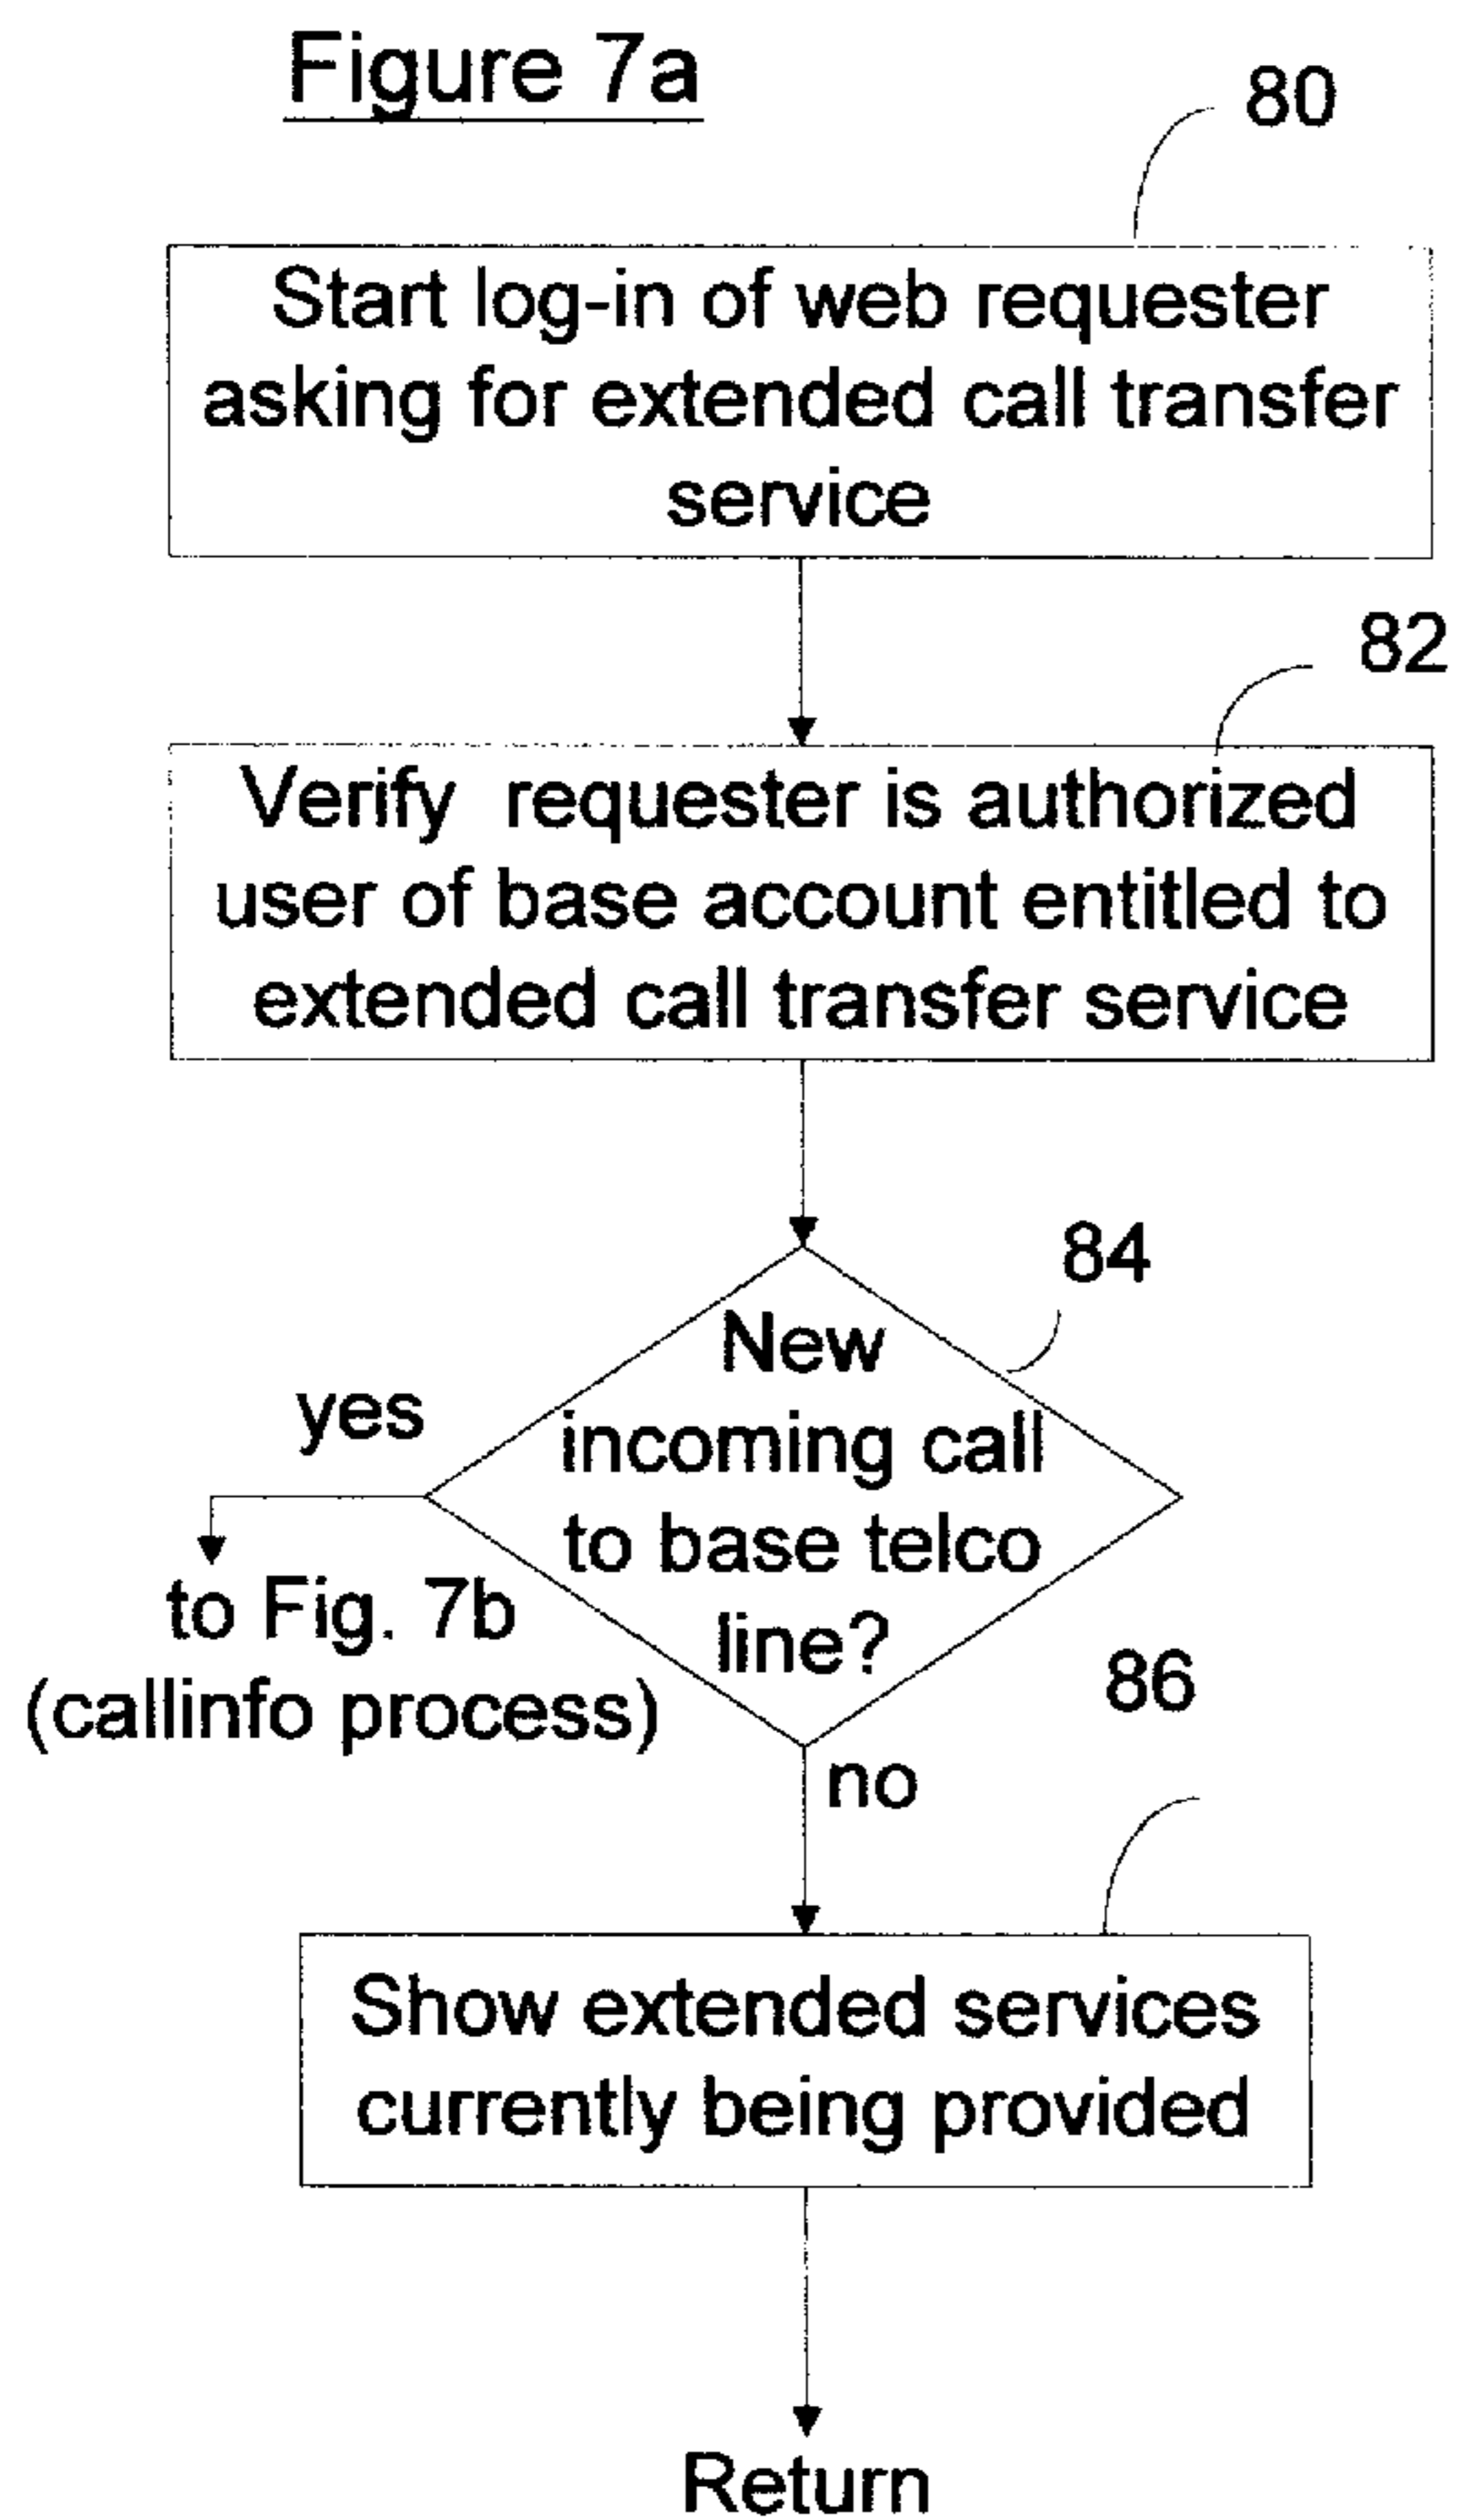 Figure 7a
80
Start log-in of web requester
asking for extended call transfer
service
82
Verify requester is authorized
user of base account entitled to
extended call transfer service
84
New
incoming call
to base telco
line?
yes
to Fig. 7b
(callinfo process)
86
no
Show extended services
currently being provided
Return